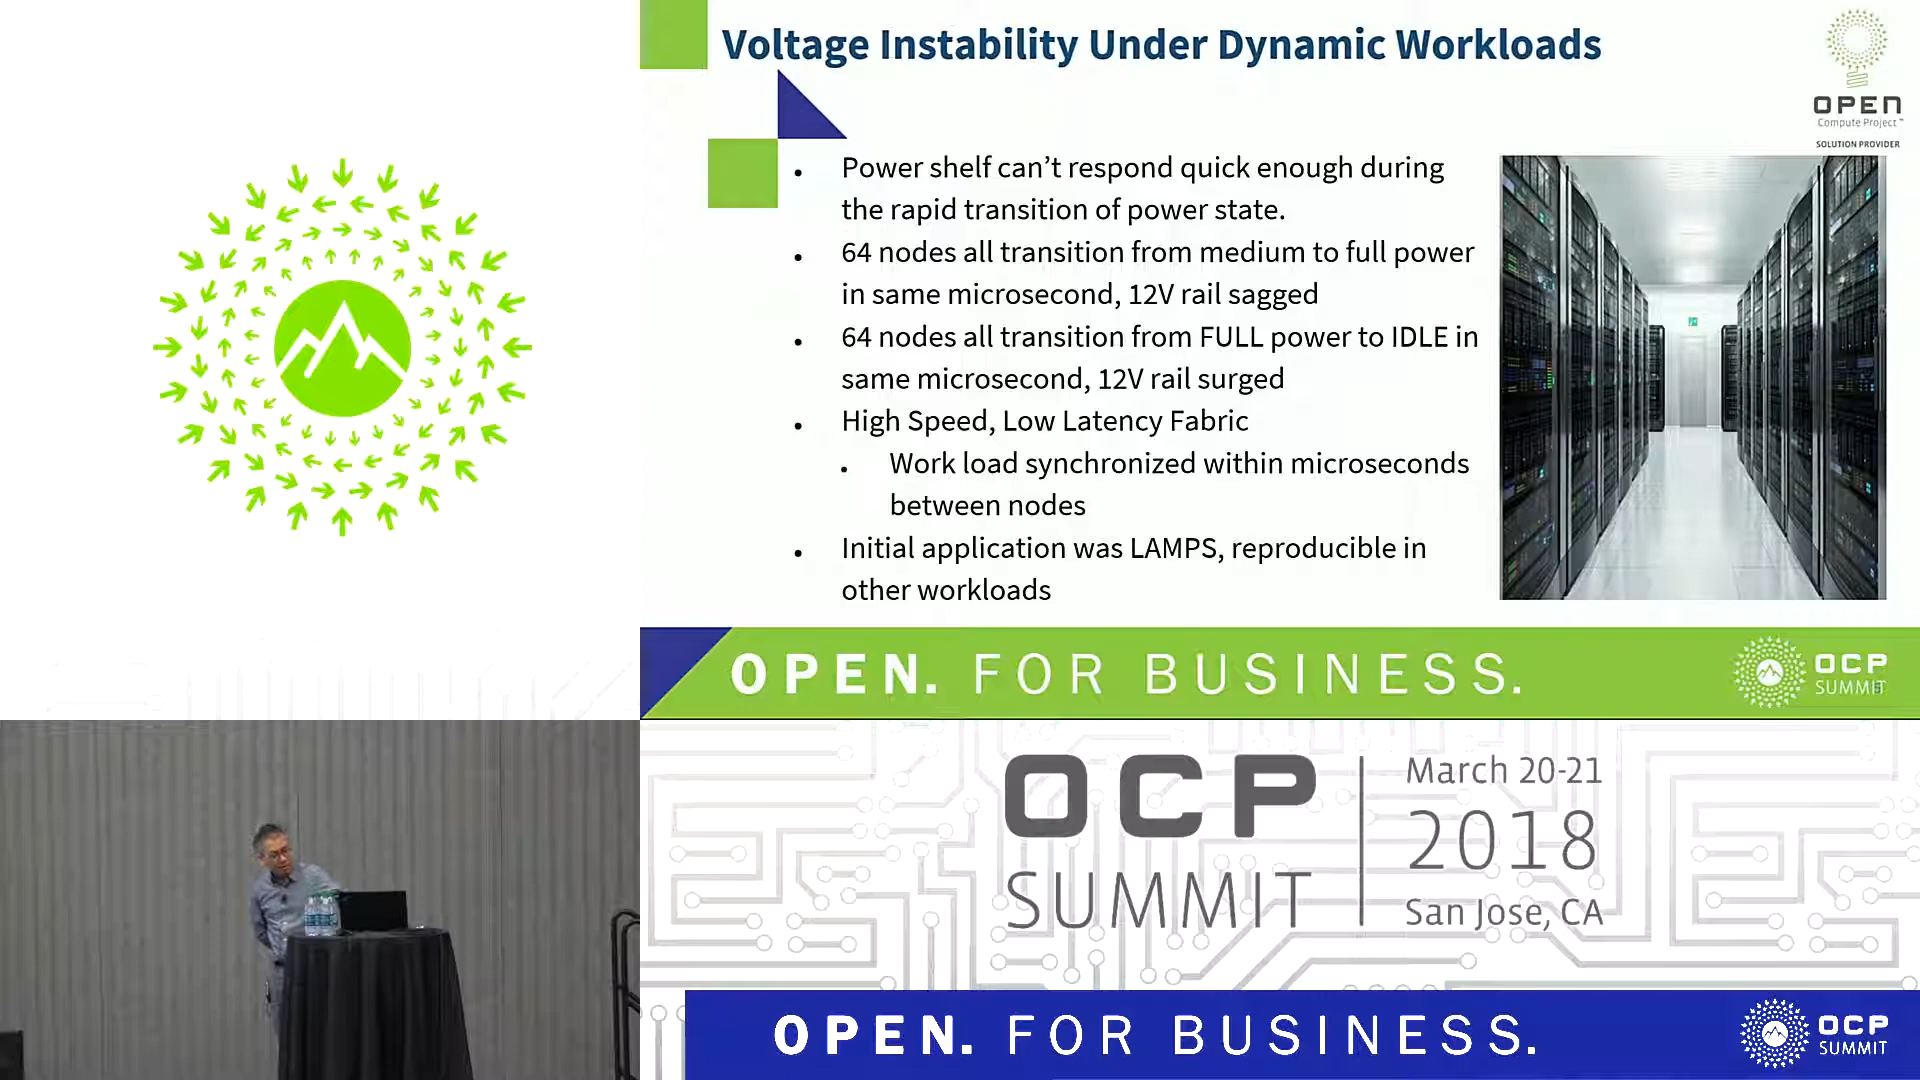 Voltage Instability Under Dynamic Workloads
OPEN
Compute Project™
SOLUTION PROVIDER
• Power shelf can’t respond quick enough during
the rapid transition of power state.
• 64 nodes all transition from medium to full power
in same microsecond, 12V rail sagged
• 64 nodes all transition from FULL power to IDLE in
same microsecond, 12V rail surged
• High Speed, Low Latency Fabric
• Work load synchronized within microseconds
between nodes
• Initial application was LAMPS, reproducible in
other workloads
OPEN. FOR BUSINESS.
OCP
SUMMIT
OCP
SUMMIT
March 20-21
2018
San Jose, CA
OPEN. FOR BUSINESS.
OCP
SUMMIT